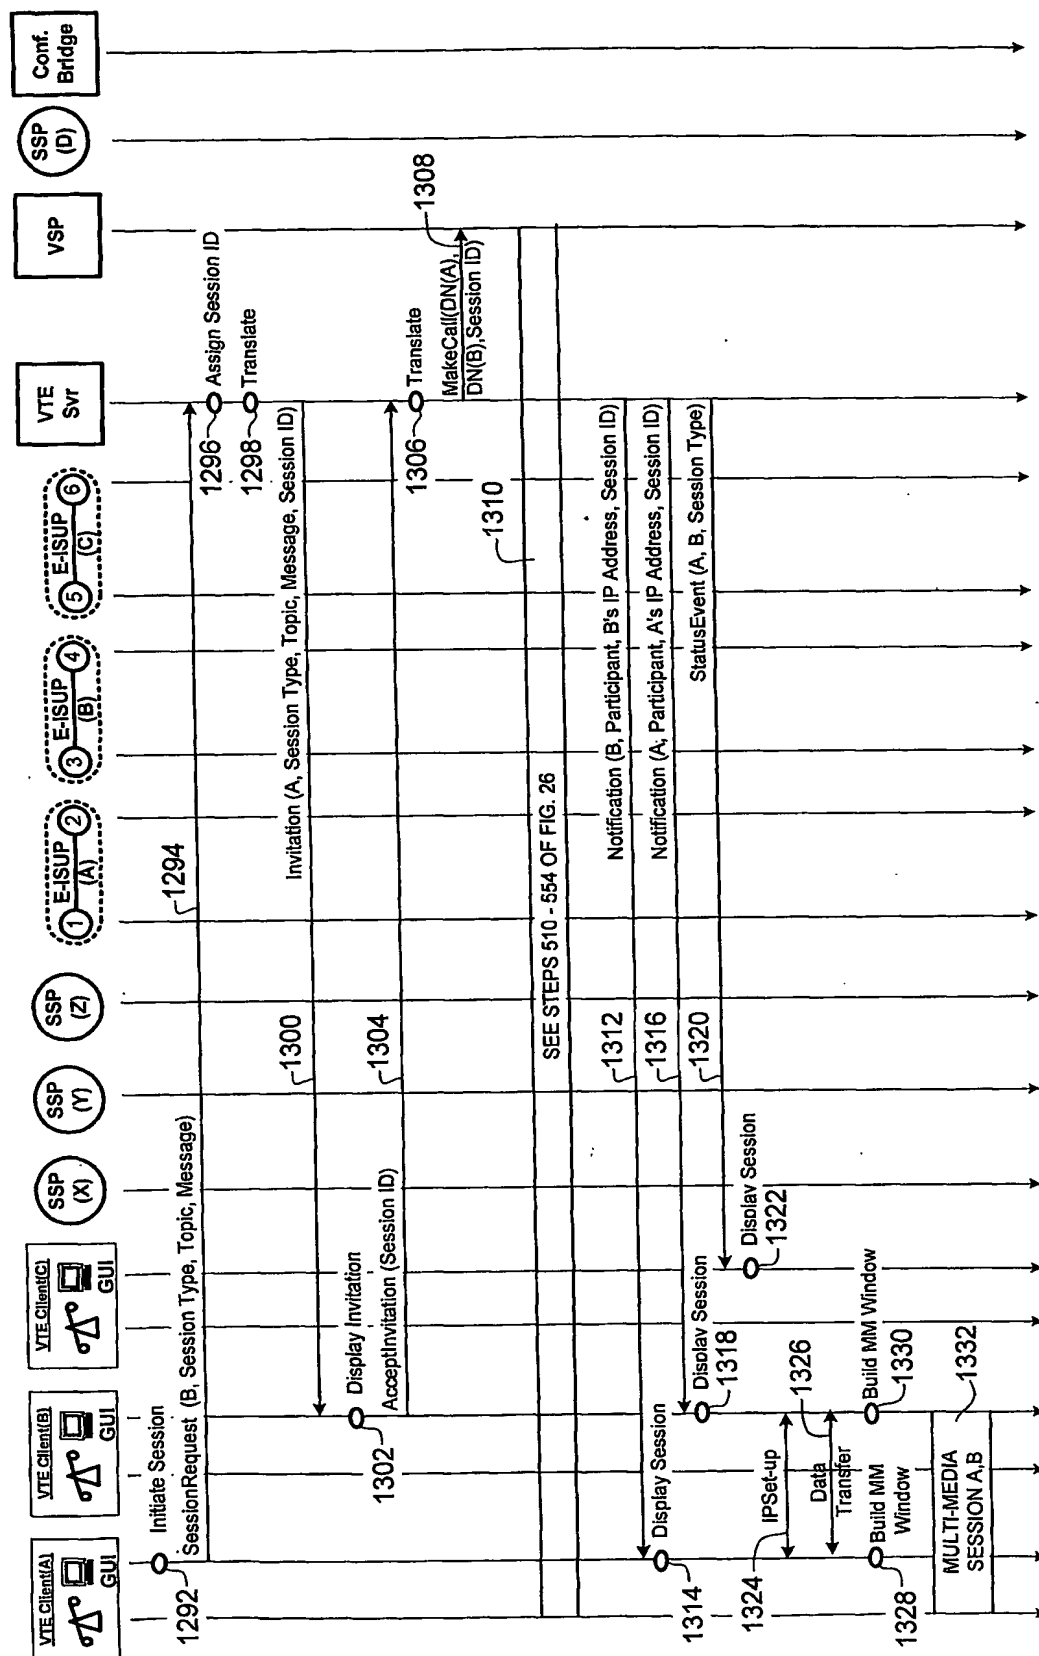 VTE Client(A)
GUI
VTE Client(B)
GUI
VTE Client(C)
GUI
SSP
(X)
SSP
(Y)
SSP
(Z)
1
E-ISUP
(A)
2
3
E-ISUP
(B)
4
5
E-ISUP
(C)
6
VTE
Svr
VSP
SSP
(D)
Conf.
Bridge
Initiate Session
1292
SessionRequest (B, Session Type, Topic, Message)
1294
Assign Session ID
1296
Translate
1298
Invitation (A, Session Type, Topic, Message, Session ID)
1300
Display Invitation
1302
AcceptInvitation (Session ID)
1304
Translate
1306
MakeCall(DN(A),
DN(B),Session ID)
1308
SEE STEPS 510 - 554 OF FIG. 26
1310
Notification (B, Participant, B's IP Address, Session ID)
1312
Display Session
1314
Notification (A, Participant, A's IP Address, Session ID)
1316
Display Session
1318
StatusEvent (A, B, Session Type)
1320
Display Session
1322
IPSet-up
1324
Data
Transfer
1326
Build MM
Window
1328
Build MM Window
1330
MULTI-MEDIA
SESSION A,B
1332